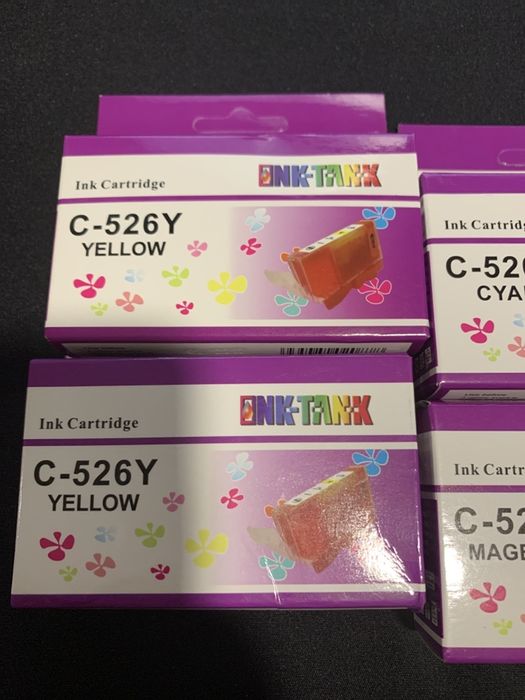 Ink Cartridge
INK-TANK
C-526Y
YELLOW
Ink Cartridge
INK-TANK
C-526Y
YELLOW
Ink Cartridg
C-526
CYA
Ink Cartr
C-52
MAGE